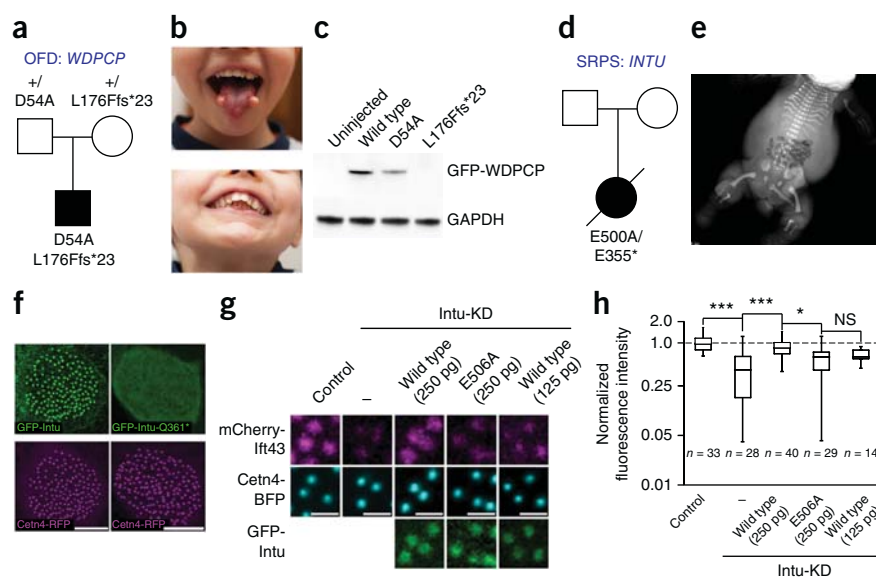 a
OFD: WDPCP
+/
D54A
+/
L176Ffs*23
D54A
L176Ffs*23
b
c
Uninjected
Wild type
D54A
L176Ffs*23
GFP-WDPCP
GAPDH
d
SRPS: INTU
E500A/
E355*
e
f
GFP-Intu
GFP-Intu-Q361*
Cetn4-RFP
Cetn4-RFP
g
Intu-KD
Control
–
Wild type
(250 pg)
E506A
(250 pg)
Wild type
(125 pg)
mCherry-
Ift43
Cetn4-
BFP
GFP-
Intu
h
Normalized
fluorescence intensity
2.0
1.0
0.25
0.05
0.01
***
***
*
NS
n = 33
n = 28
n = 40
n = 29
n = 14
Control
–
Wild type
(250 pg)
E506A
(250 pg)
Wild type
(125 pg)
Intu-KD